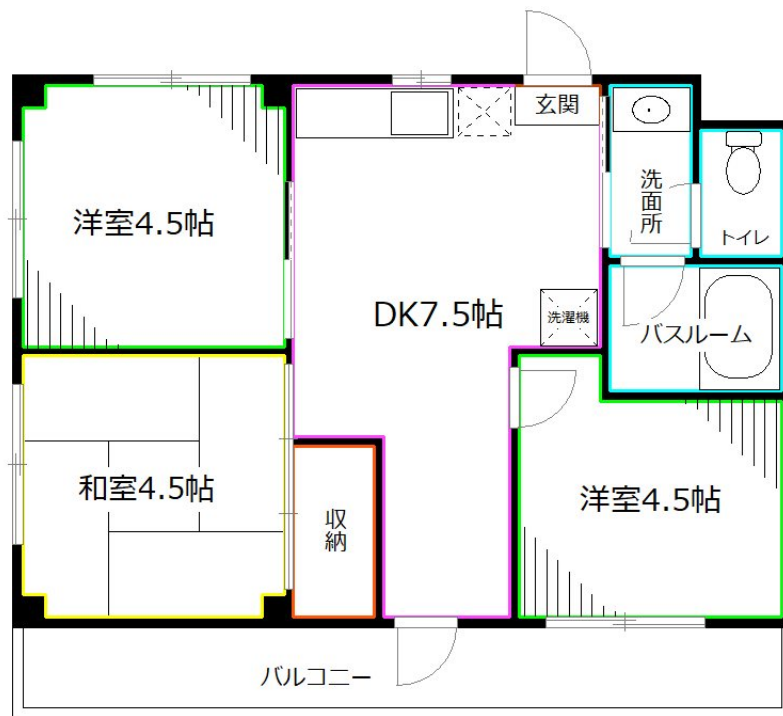 玄関
洗面所
トイレ
洋室4.5帖
DK7.5帖
洗濯機
バスルーム
和室4.5帖
収納
洋室4.5帖
バルコニー